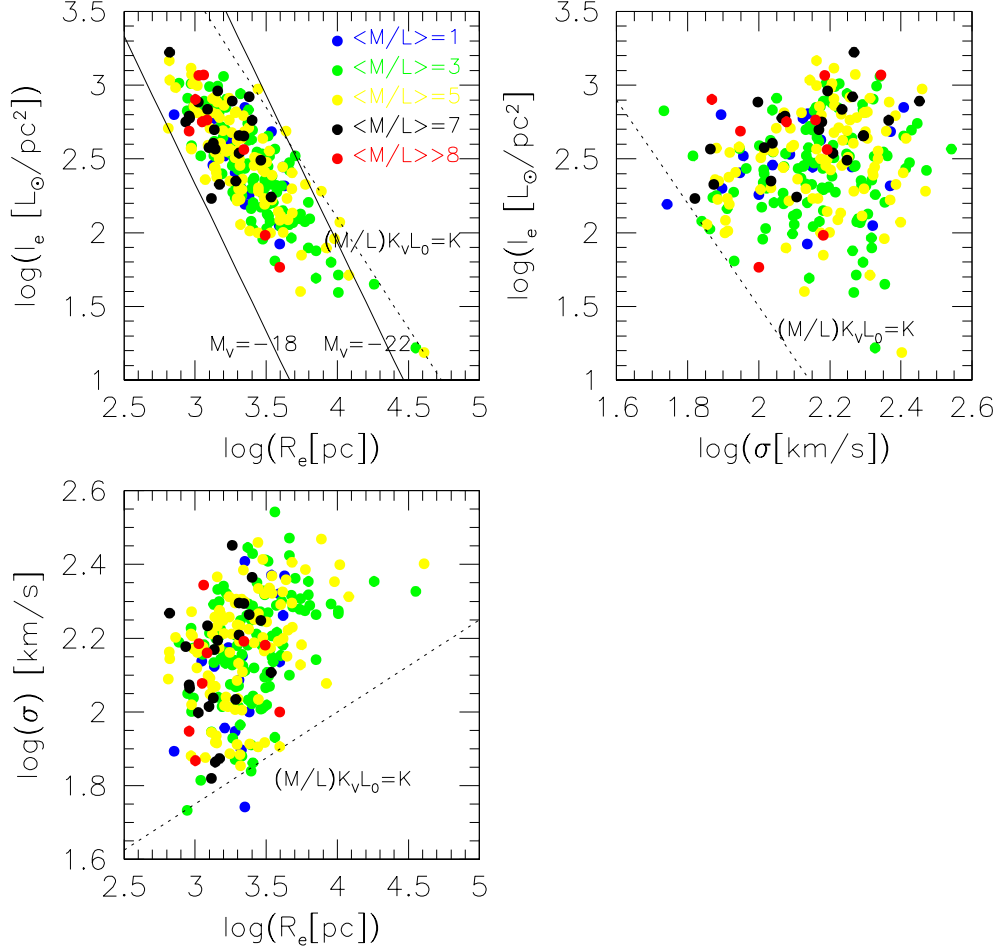 log(I_e [L_⊙/pc²])
3.5
3
2.5
2
1.5
1
<M/L>=1
<M/L>=3
<M/L>=5
<M/L>=7
<M/L>>8
(M/L)K_VL_0=K
M_V=−18
M_V=−22
2.5 3 3.5 4 4.5 5
log(R_e[pc])
log(I_e [L_⊙/pc²])
3.5
3
2.5
2
1.5
1
(M/L)K_VL_0=K
1.6 1.8 2 2.2 2.4 2.6
log(σ[km/s])
log(σ) [km/s]
2.6
2.4
2.2
2
1.8
1.6
(M/L)K_VL_0=K
2.5 3 3.5 4 4.5 5
log(R_e[pc])